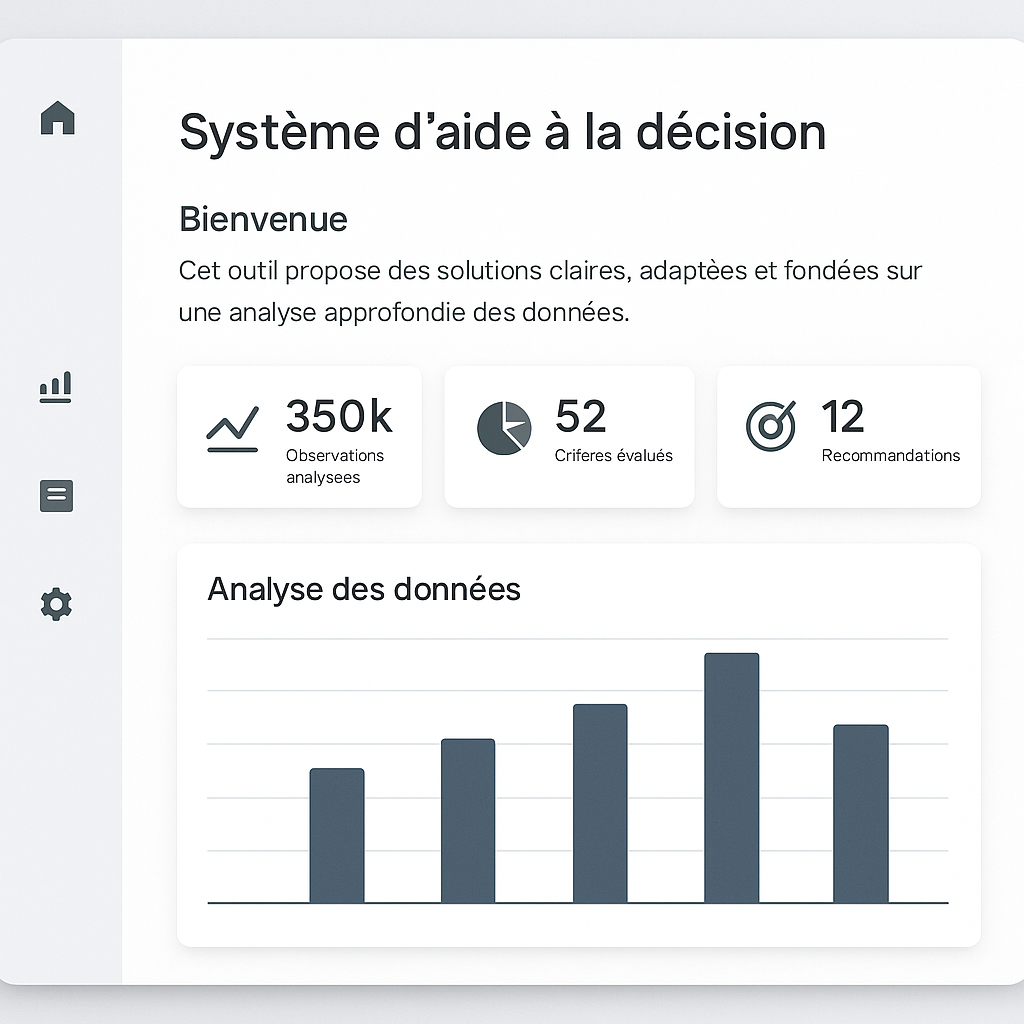 Système d’aide à la décision
Bienvenue
Cet outil propose des solutions claires, adaptèes et fondées sur
une analyse approfondie des données.
350k
Observations
analysees
52
Criferes évalués
12
Recommandations
Analyse des données